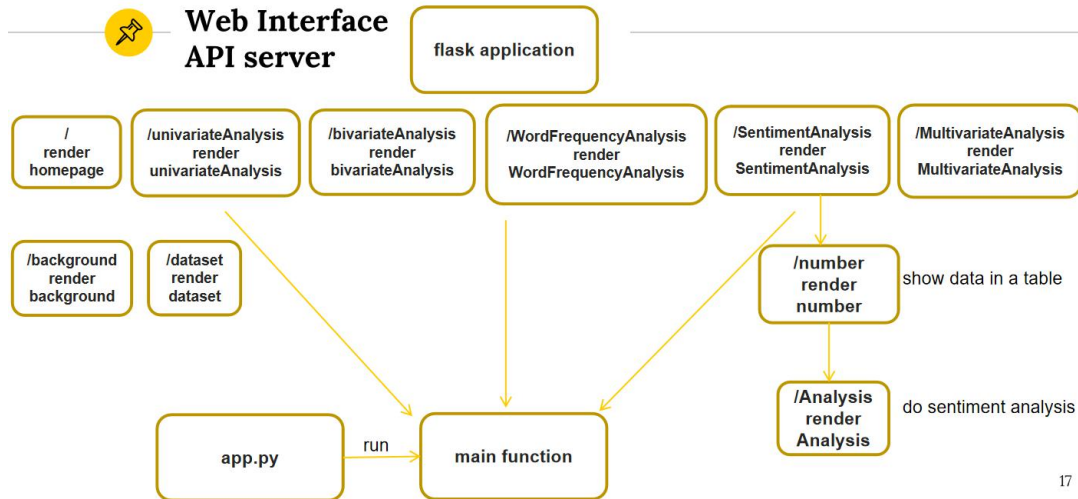 Web Interface
API server
flask application
/
render
homepage
/univariateAnalysis
render
univariateAnalysis
/bivariateAnalysis
render
bivariateAnalysis
/WordFrequencyAnalysis
render
WordFrequencyAnalysis
/SentimentAnalysis
render
SentimentAnalysis
/MultivariateAnalysis
render
MultivariateAnalysis
/background
render
background
/dataset
render
dataset
/number
render
number
show data in a table
/Analysis
render
Analysis
do sentiment analysis
app.py
run
main function
17